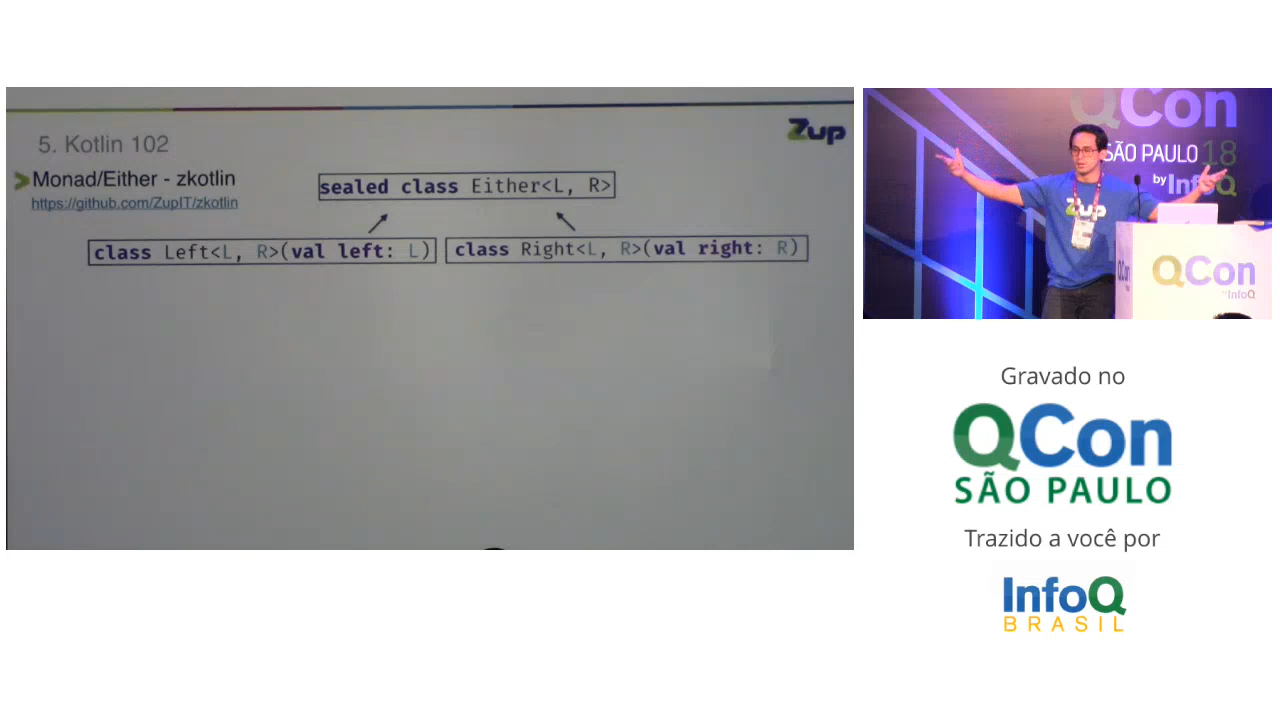 5. Kotlin 102
Zup
Monad/Either - zkotlin
https://github.com/ZupIT/zkotlin
sealed class Either<L, R>
class Left<L, R>(val left: L)
class Right<L, R>(val right: R)
QCon
SÃO PAULO 18
by InfoQ
Zup
QCon
QCon
by InfoQ
Gravado no
QCon
SÃO PAULO
Trazido a você por
InfoQ
BRASIL